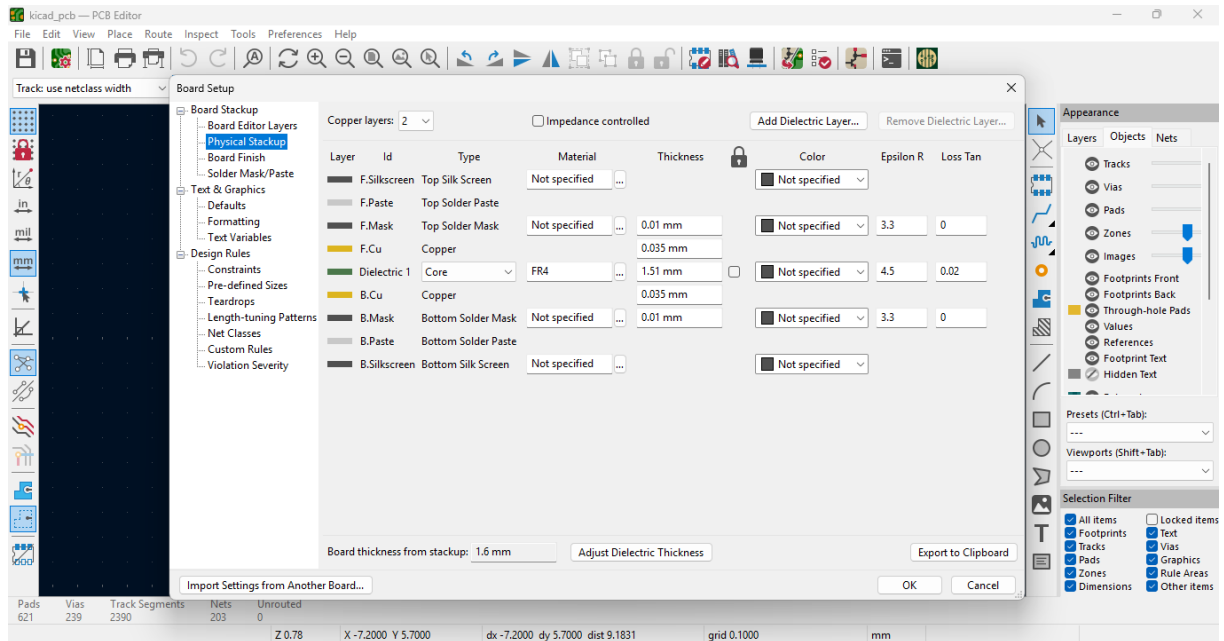 kicad_pcb — PCB Editor
File Edit View Place Route Inspect Tools Preferences Help
Track: use netclass width
Board Setup
Board Stackup
Board Editor Layers
Physical Stackup
Board Finish
Solder Mask/Paste
Text & Graphics
Defaults
Formatting
Text Variables
Design Rules
Constraints
Pre-defined Sizes
Teardrops
Length-tuning Patterns
Net Classes
Custom Rules
Violation Severity
Copper layers: 2 Impedance controlled Add Dielectric Layer... Remove Dielectric Layer...
Layer Id Type Material Thickness Color Epsilon R Loss Tan
F.Silkscreen Top Silk Screen Not specified ... Not specified
F.Paste Top Solder Paste
F.Mask Top Solder Mask Not specified ... 0.01 mm Not specified 3.3 0
F.Cu Copper 0.035 mm
Dielectric 1 Core FR4 ... 1.51 mm Not specified 4.5 0.02
B.Cu Copper 0.035 mm
B.Mask Bottom Solder Mask Not specified ... 0.01 mm Not specified 3.3 0
B.Paste Bottom Solder Paste
B.Silkscreen Bottom Silk Screen Not specified ... Not specified
Board thickness from stackup: 1.6 mm Adjust Dielectric Thickness Export to Clipboard
Import Settings from Another Board... OK Cancel
in
mil
mm
Appearance
Layers Objects Nets
Tracks
Vias
Pads
Zones
Images
Footprints Front
Footprints Back
Through-hole Pads
Values
References
Footprint Text
Hidden Text
Presets (Ctrl+Tab):
---
Viewports (Shift+Tab):
---
Selection Filter
All items Locked items
Footprints Text
Tracks Vias
Pads Graphics
Zones Rule Areas
Dimensions Other items
Pads Vias Track Segments Nets Unrouted
621 239 2390 203 0
Z 0.78 X -7.2000 Y 5.7000 dx -7.2000 dy 5.7000 dist 9.1831 grid 0.1000 mm